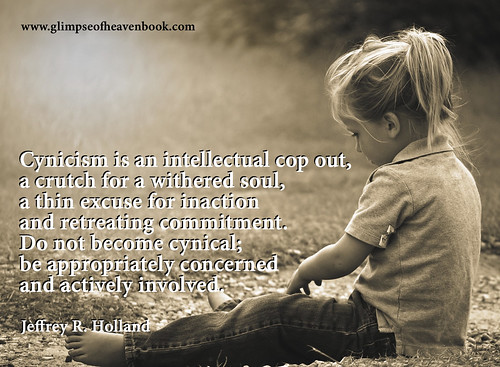 www.glimpseofheavenbook.com
Cynicism is an intellectual cop out,
a crutch for a withered soul,
a thin excuse for inaction
and retreating commitment.
Do not become cynical;
be appropriately concerned
and actively involved.
Jeffrey R. Holland